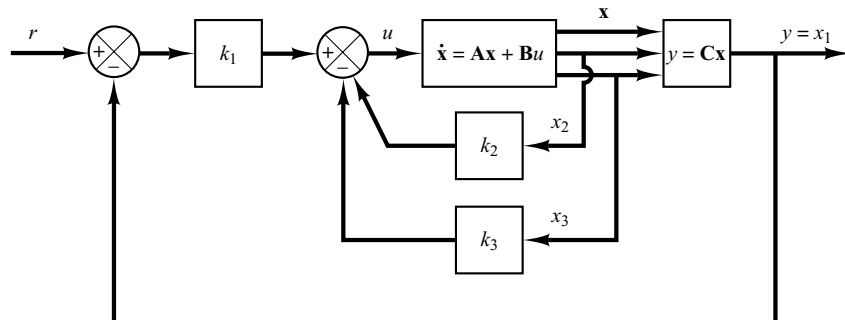 r
+
−
k₁
+
−
u
ẋ = Ax + Bu
x
y = Cx
y = x₁
k₂
x₂
k₃
x₃